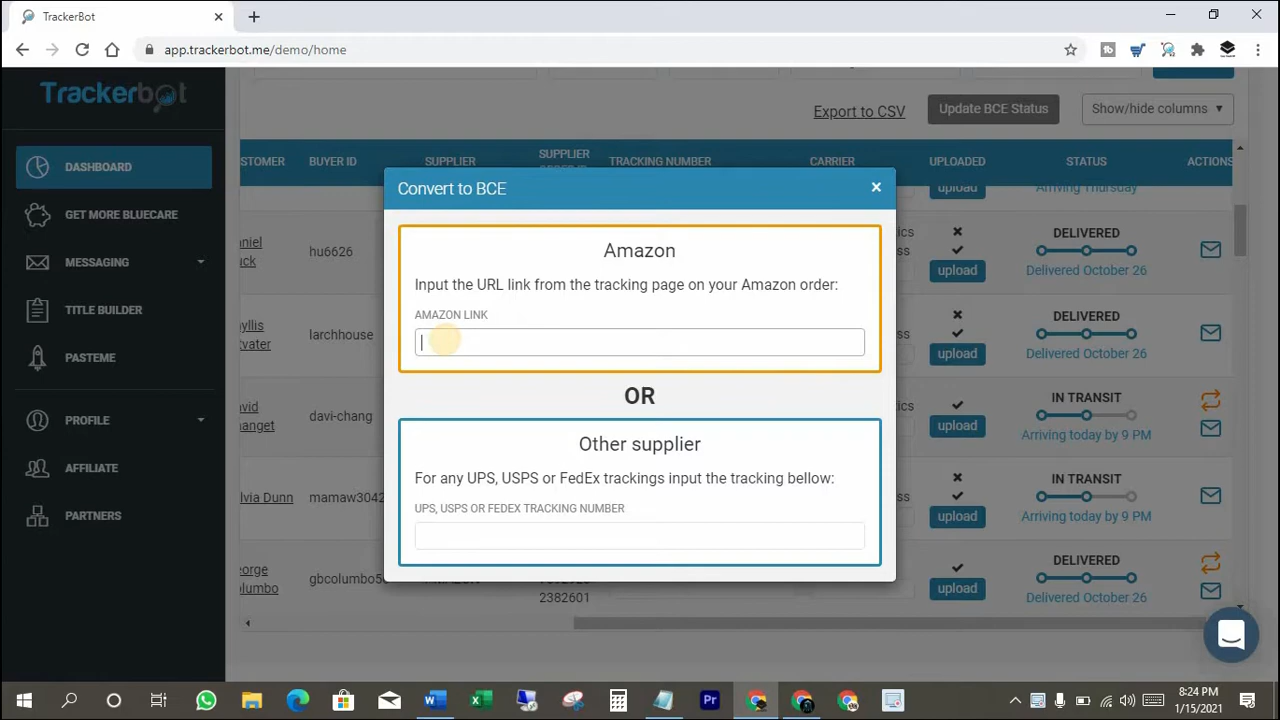 TrackerBot
app.trackerbot.me/demo/home
Trackerbot
DASHBOARD
GET MORE BLUECARE
MESSAGING
TITLE BUILDER
PASTEME
PROFILE
AFFILIATE
PARTNERS
Export to CSV
Update BCE Status
Show/hide columns
BUYER ID
SUPPLIER
SUPPLIER
TRACKING NUMBER
CARRIER
UPLOADED
STATUS
ACTIONS
upload
Arriving Thursday
hu6626
DELIVERED
upload
Delivered October 26
larchhouse
DELIVERED
upload
Delivered October 26
davi-chang
IN TRANSIT
upload
Arriving today by 9 PM
Dunn
mamaw3042
IN TRANSIT
upload
Arriving today by 9 PM
DELIVERED
upload
Delivered October 26
2382601
Convert to BCE
Amazon
Input the URL link from the tracking page on your Amazon order:
AMAZON LINK
OR
Other supplier
For any UPS, USPS or FedEx trackings input the tracking bellow:
UPS, USPS OR FEDEX TRACKING NUMBER
8:24 PM
1/15/2021